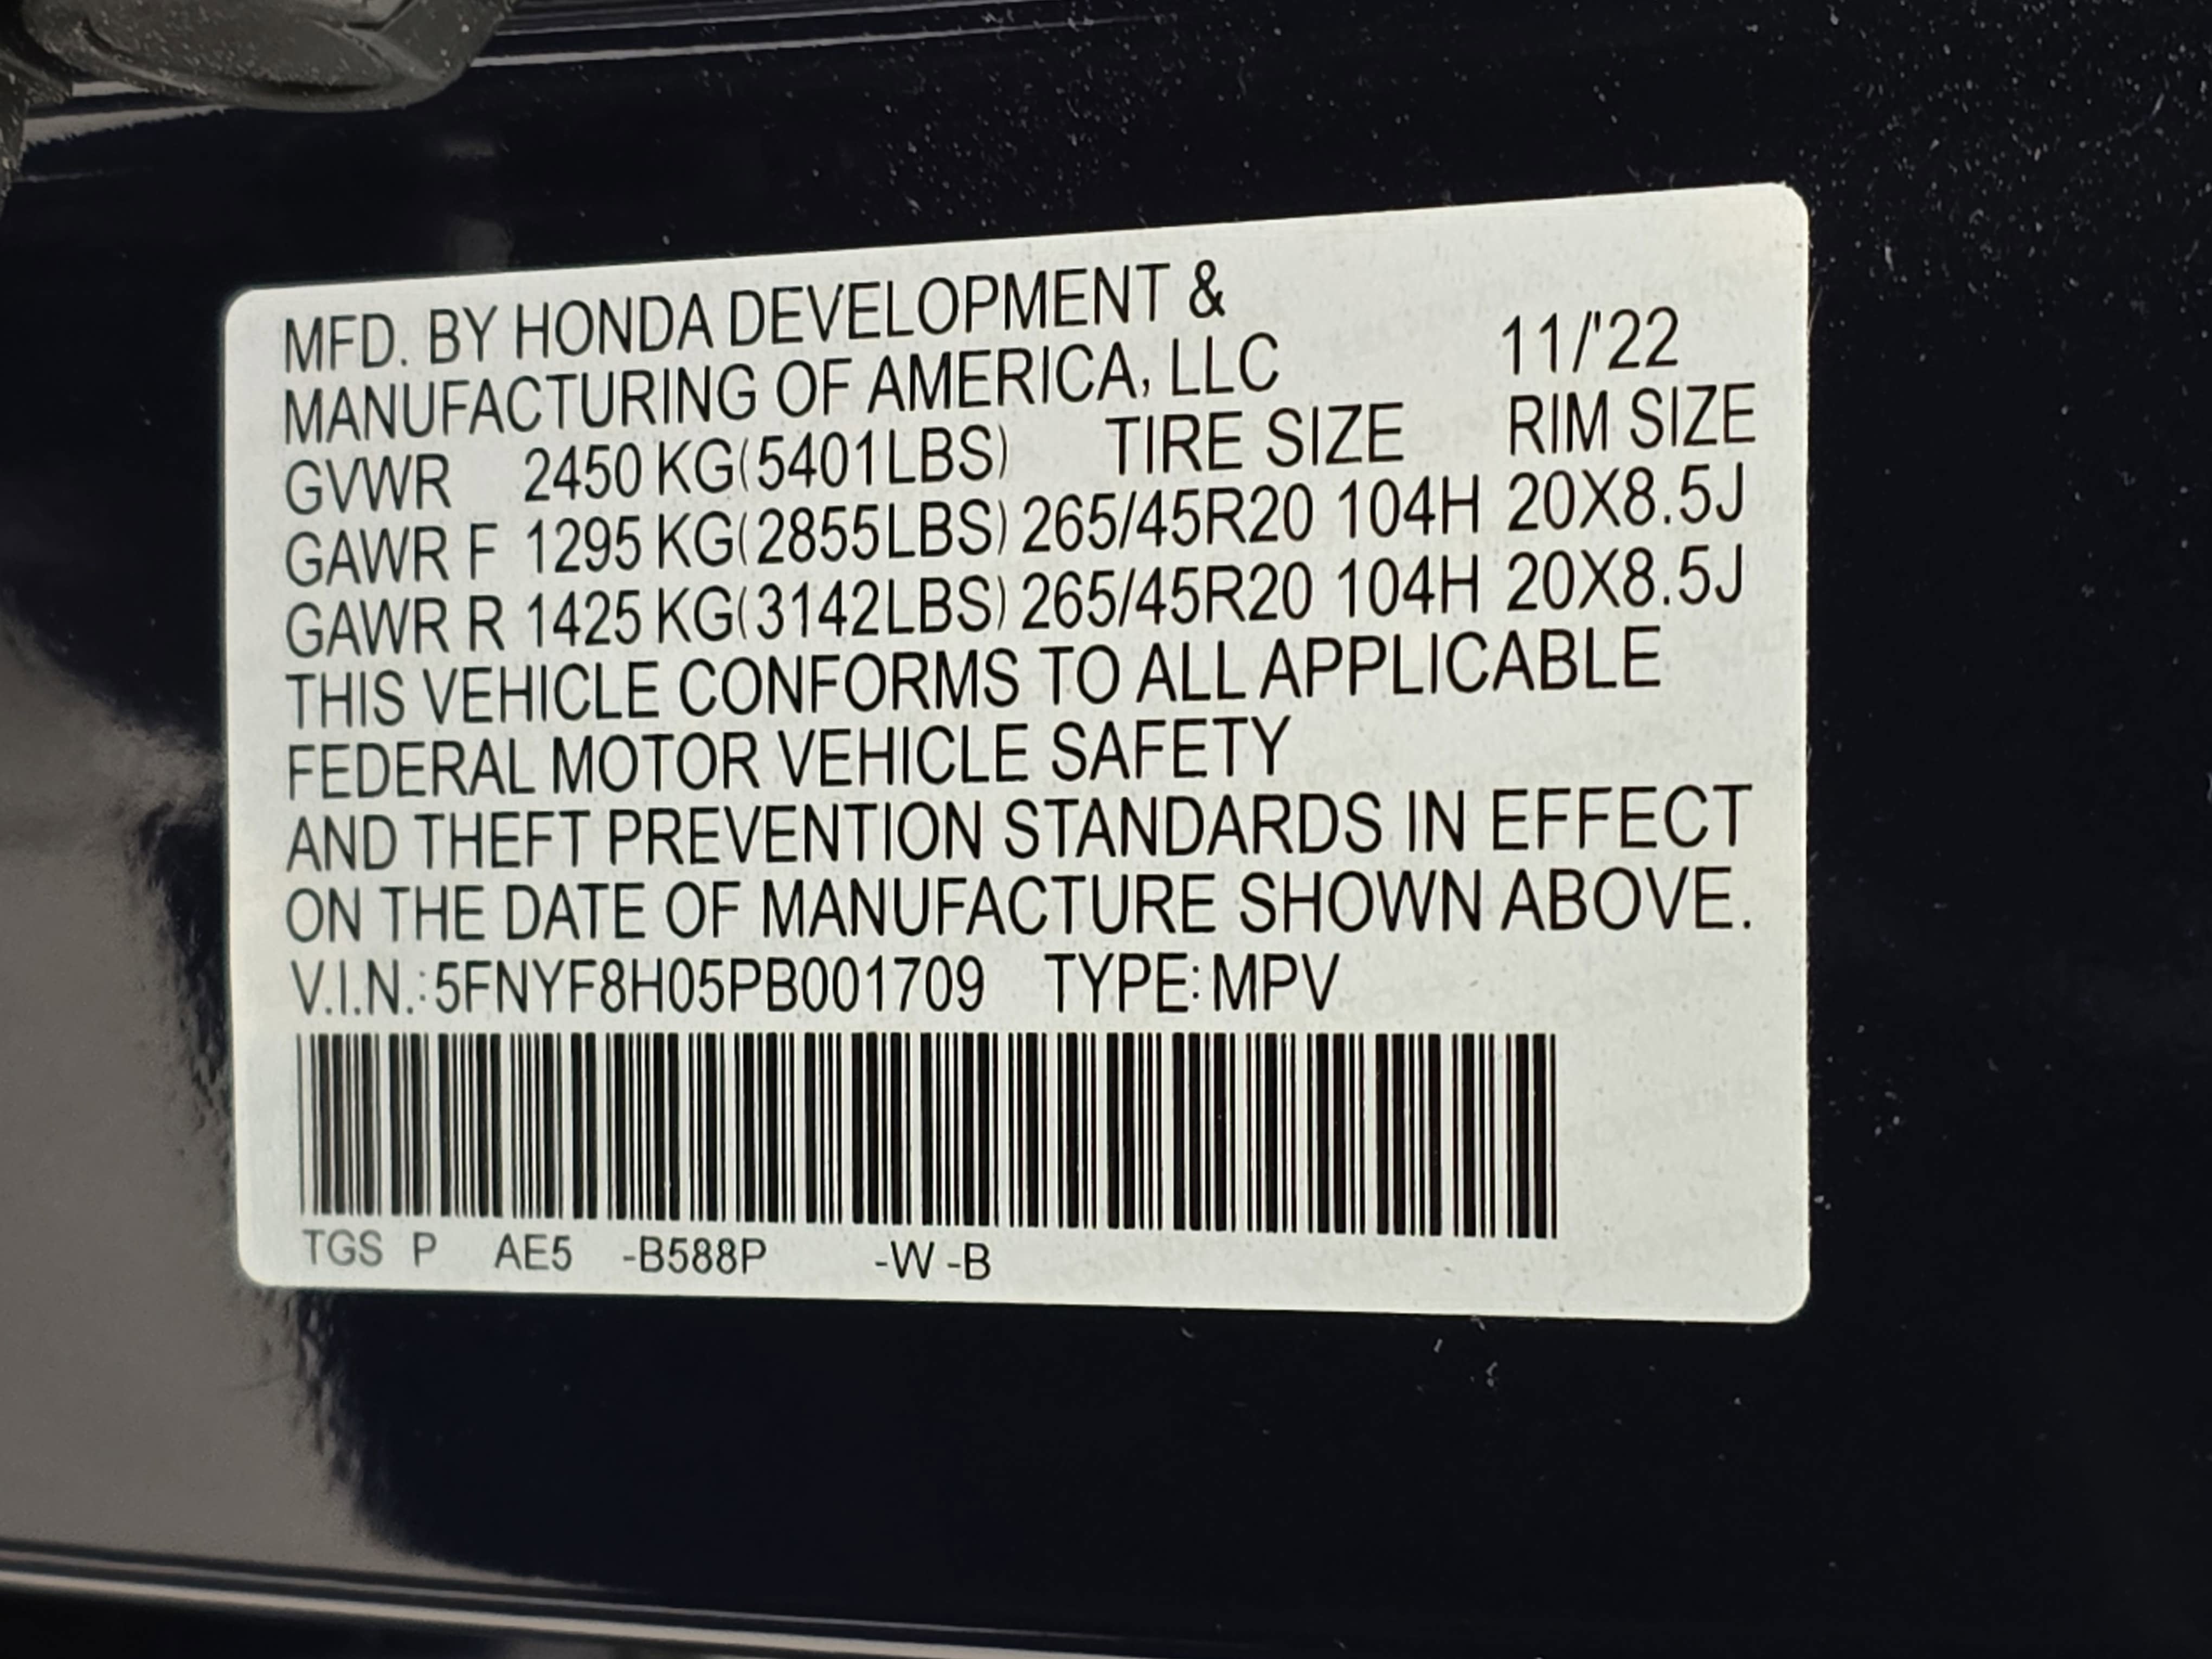 MFD. BY HONDA DEVELOPMENT &
MANUFACTURING OF AMERICA, LLC 11/'22
GVWR 2450 KG(5401LBS) TIRE SIZE RIM SIZE
GAWR F 1295 KG(2855LBS) 265/45R20 104H 20X8.5J
GAWR R 1425 KG(3142LBS) 265/45R20 104H 20X8.5J
THIS VEHICLE CONFORMS TO ALL APPLICABLE
FEDERAL MOTOR VEHICLE SAFETY
AND THEFT PREVENTION STANDARDS IN EFFECT
ON THE DATE OF MANUFACTURE SHOWN ABOVE.
V.I.N.: 5FNYF8H05PB001709 TYPE: MPV
TGS P AE5 -B588P -W -B